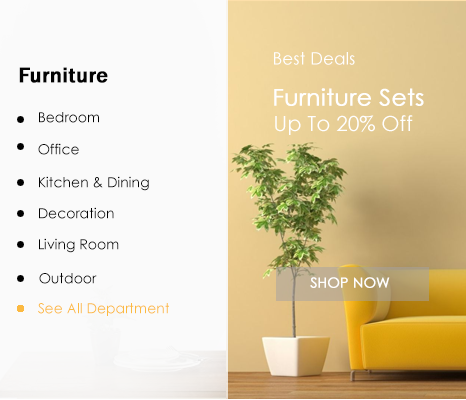 Furniture
Bedroom
Office
Kitchen & Dining
Decoration
Living Room
Outdoor
See All Department
Best Deals
Furniture Sets
Up To 20% Off
SHOP NOW